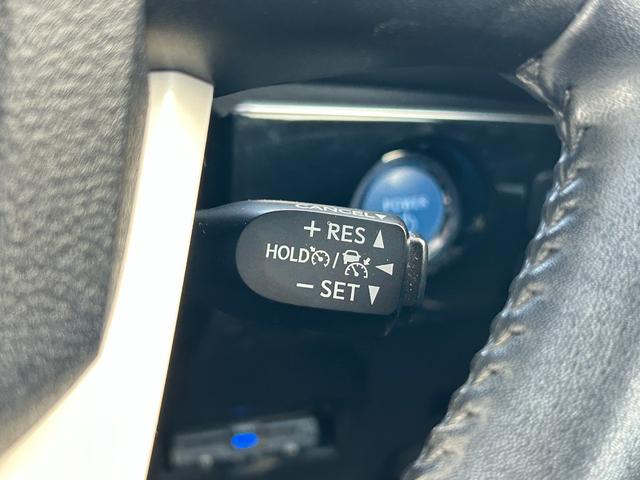 CANCEL
POWER
+ RES
HOLD /
− SET